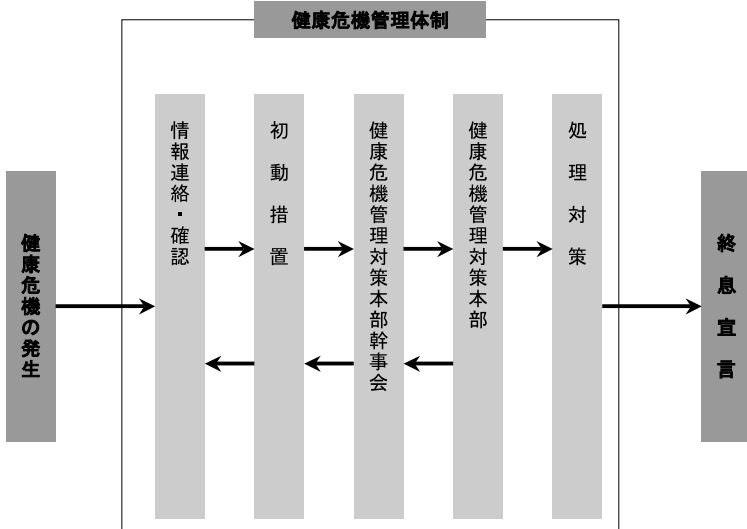 健康危機管理体制
健康危機の発生
情報連絡・確認
初動措置
健康危機管理対策本部幹事会
健康危機管理対策本部
処理対策
終息宣言